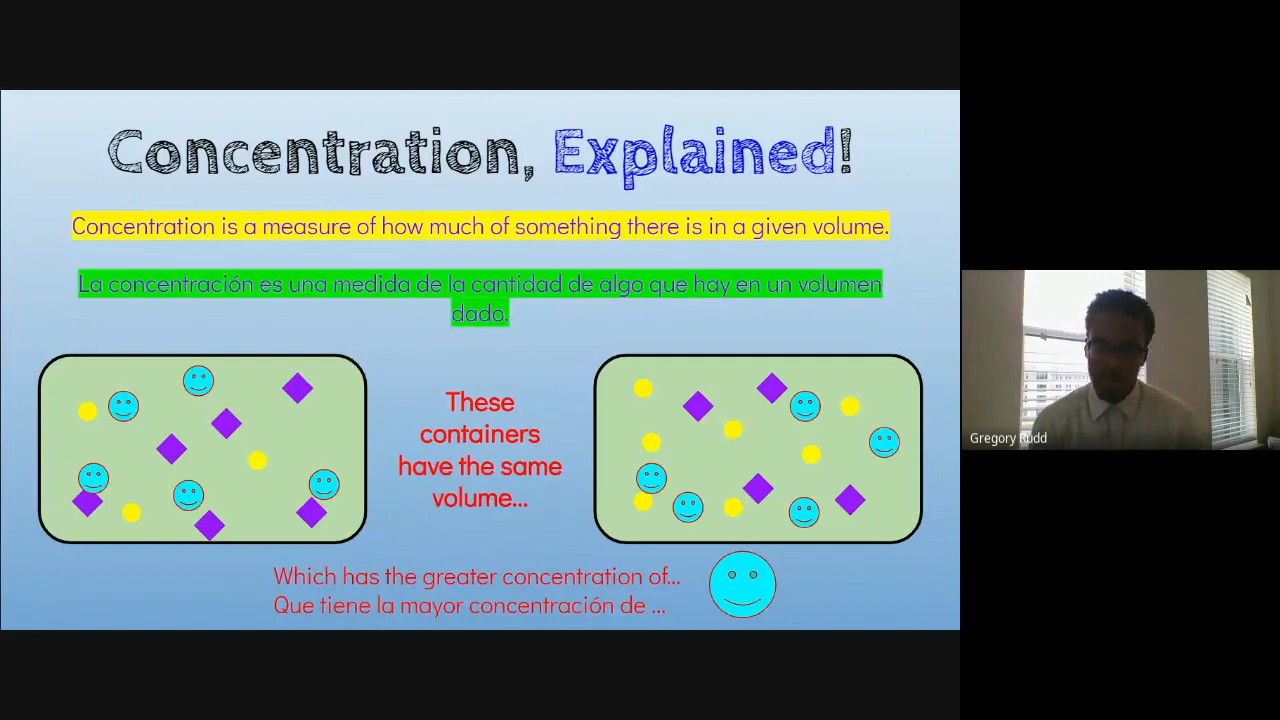 Concentration, Explained!
Concentration is a measure of how much of something there is in a given volume.
La concentración es una medida de la cantidad de algo que hay en un volumen
dado.
These
containers
have the same
volume...
Which has the greater concentration of...
Que tiene la mayor concentración de ...
Gregory Rudd